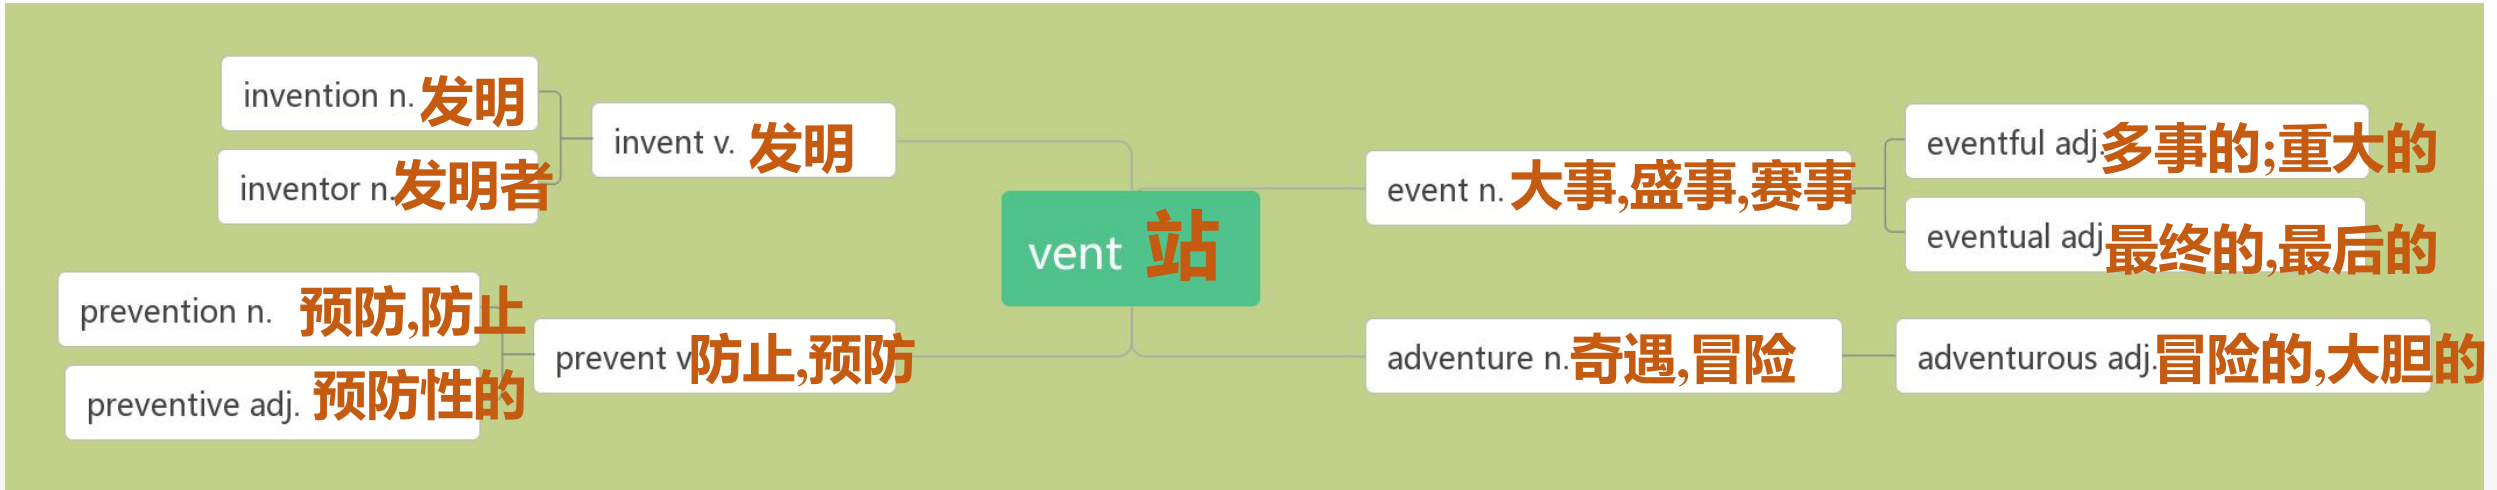 invention n. 发明
inventor n. 发明者
invent v. 发明
prevention n. 预防,防止
preventive adj. 预防性的
prevent v 防止,预防
vent 站
event n. 大事,盛事,赛事
eventful adj. 多事的;重大的
eventual adj 最终的,最后的
adventure n. 奇遇,冒险
adventurous adj. 冒险的,大胆的